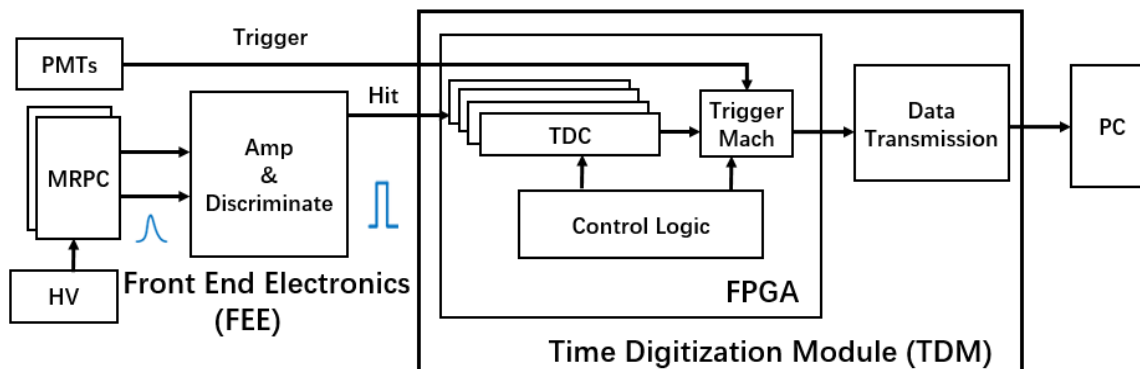 Trigger
PMTs
Hit
Amp
&
Discriminate
MRPC
HV
Front End Electronics
(FEE)
TDC
Trigger
Mach
Control Logic
FPGA
Data
Transmission
PC
Time Digitization Module (TDM)